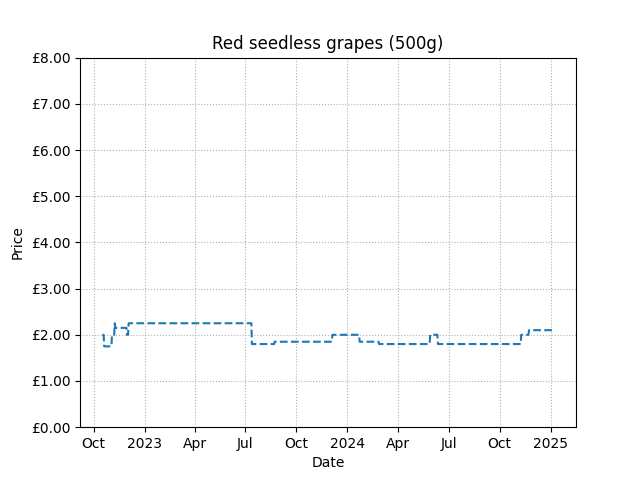 Red seedless grapes (500g)
£8.00
£7.00
£6.00
£5.00
£4.00
£3.00
£2.00
£1.00
£0.00
Price
Oct 2023 Apr Jul Oct 2024 Apr Jul Oct 2025
Date